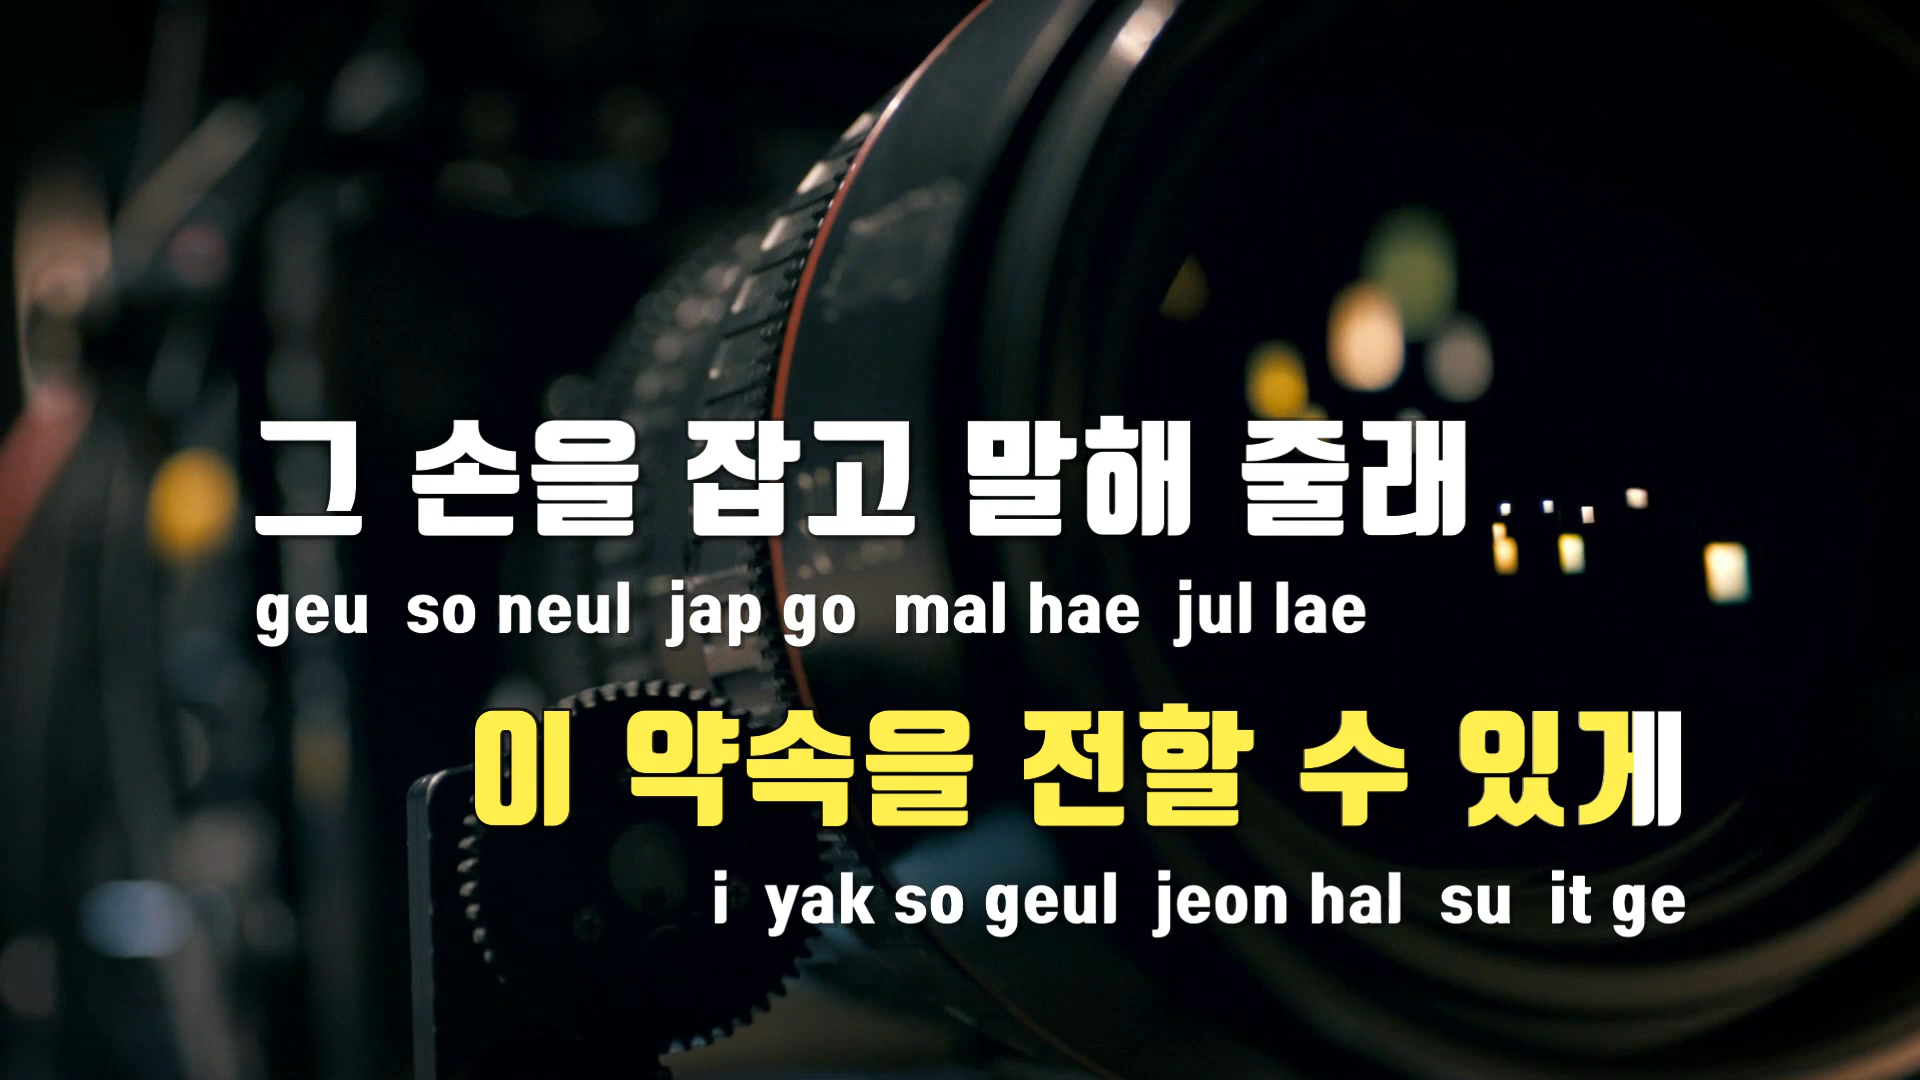 그 손을 잡고 말해 줄래
geu so neul jap go mal hae jul lae
이 약속을 전할 수 있게
i yak so geul jeon hal su it ge